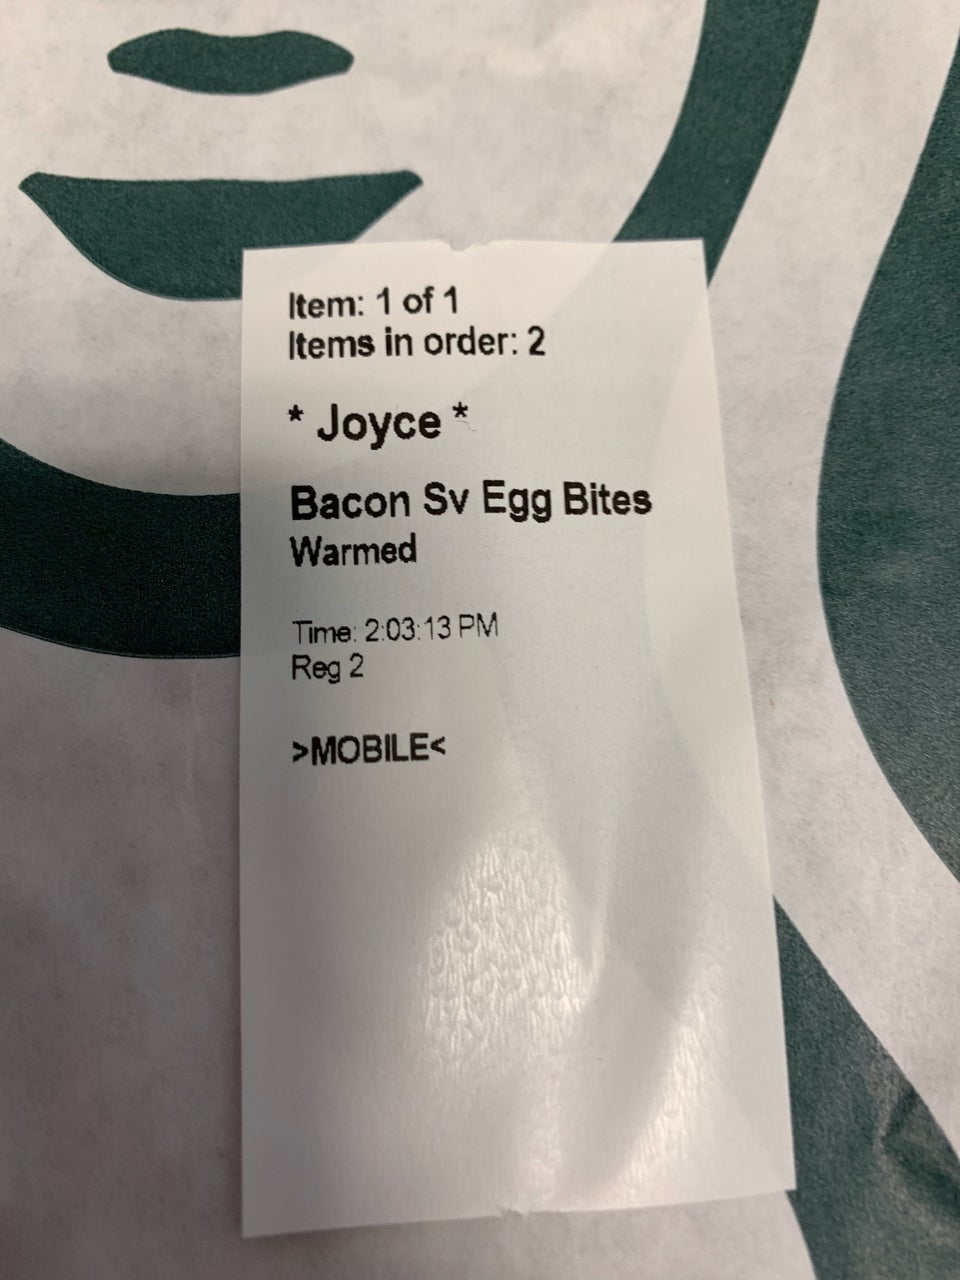 Item: 1 of 1
Items in order: 2
* Joyce *
Bacon Sv Egg Bites
Warmed
Time: 2:03:13 PM
Reg 2
>MOBILE<